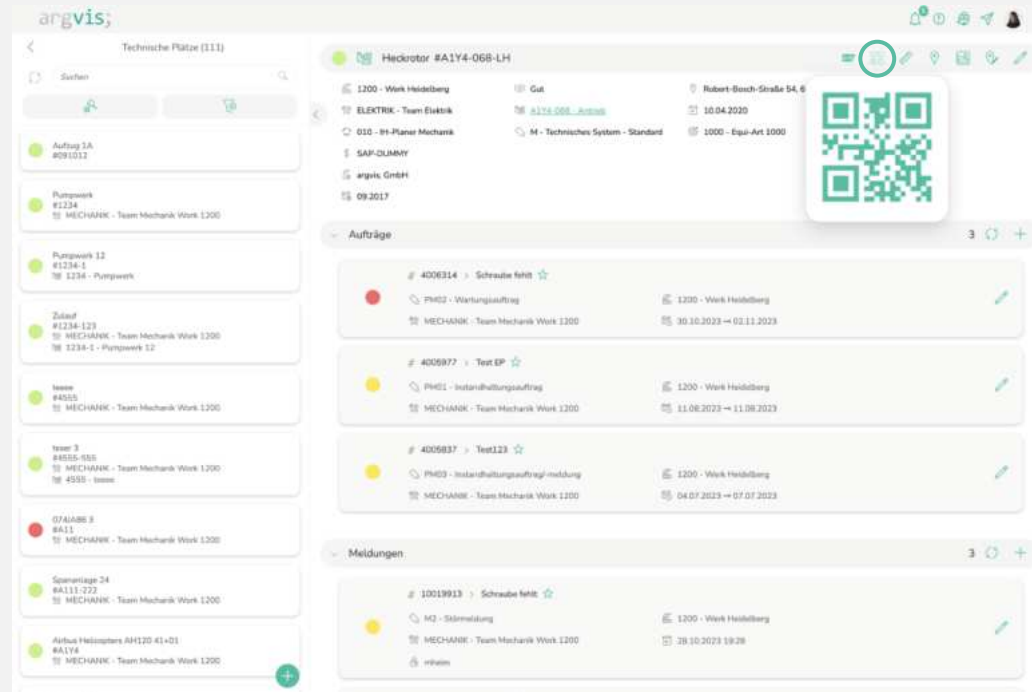 argvis;
Technische Plätze (111)
Suchen
Aufzug 1A
#091012
Pumpwerk
#1234
MECHANIK - Team Mechanik Werk 1200
Pumpwerk 12
#1234-1
1234 - Pumpwerk
Zulauf
#1234-123
MECHANIK - Team Mechanik Werk 1200
1234-1 - Pumpwerk 12
#4555
MECHANIK - Team Mechanik Werk 1200
#4555-555
MECHANIK - Team Mechanik Werk 1200
#A11
MECHANIK - Team Mechanik Werk 1200
Spananlage 24
#A111-222
MECHANIK - Team Mechanik Werk 1200
Airbus Helicopters AH120 41+01
#A1Y4
MECHANIK - Team Mechanik Werk 1200
Heckrotor #A1Y4-068-LH
1200 - Werk Heidelberg
Gut
Robert-Bosch-Straße 54, 6
ELEKTRIK - Team Elektrik
A1Y4-068 - Antrieb
10.04.2020
010 - IH-Planer Mechanik
M - Technisches System - Standard
1000 - Equi-Art 1000
SAP-DUMMY
argvis, GmbH
09.2017
Aufträge
3
# 4006314 > Schraube fehlt
PM02 - Wartungsauftrag
1200 - Werk Heidelberg
MECHANIK - Team Mechanik Werk 1200
30.10.2023 → 02.11.2023
# 4005977 > Test EP
PM01 - Instandhaltungsauftrag
1200 - Werk Heidelberg
MECHANIK - Team Mechanik Werk 1200
11.08.2023 → 11.08.2023
# 4005837 > Test123
PM03 - Instandhaltungsauftrag/-meldung
1200 - Werk Heidelberg
MECHANIK - Team Mechanik Werk 1200
04.07.2023 → 07.07.2023
Meldungen
3
# 10019913 > Schraube fehlt
M2 - Störmeldung
1200 - Werk Heidelberg
MECHANIK - Team Mechanik Werk 1200
28.10.2023 19:28